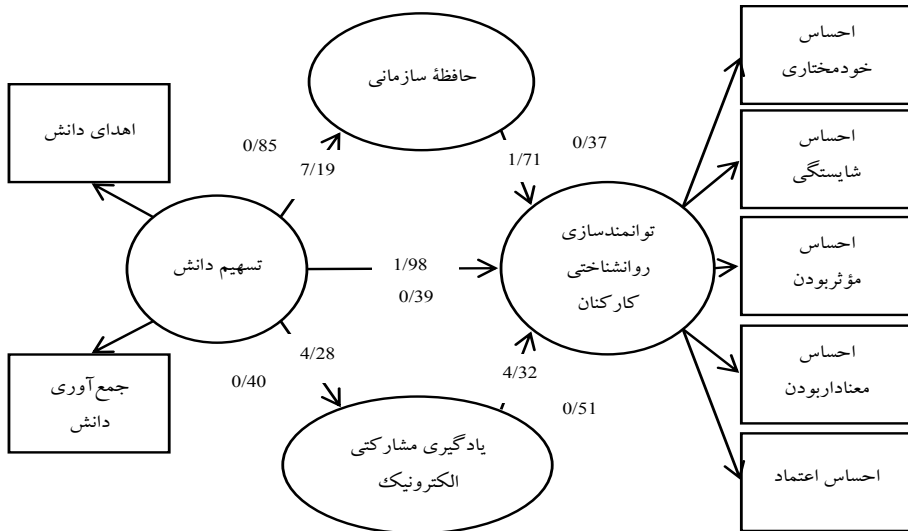 احساس
خودمختاری
حافظهٔ سازمانی
اهدای دانش
0/85
7/19
1/71
0/37
احساس
شایستگی
توانمندسازی
روانشناختی
کارکنان
تسهیم دانش
1/98
0/39
احساس
مؤثربودن
4/28
0/40
4/32
0/51
احساس
معناداربودن
جمع‌آوری
دانش
یادگیری مشارکتی
الکترونیک
احساس اعتماد